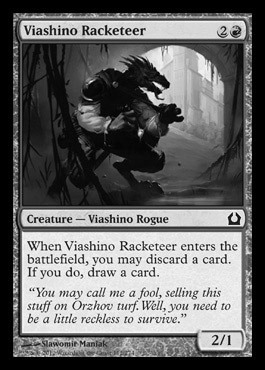 Viashino Racketeer 2
Creature — Viashino Rogue
When Viashino Racketeer enters the
battlefield, you may discard a card.
If you do, draw a card.
“You may call me a fool, selling this
stuff on Orzhov turf. Well, you need to
be a little reckless to survive.”
Slawomir Maniak
2/1